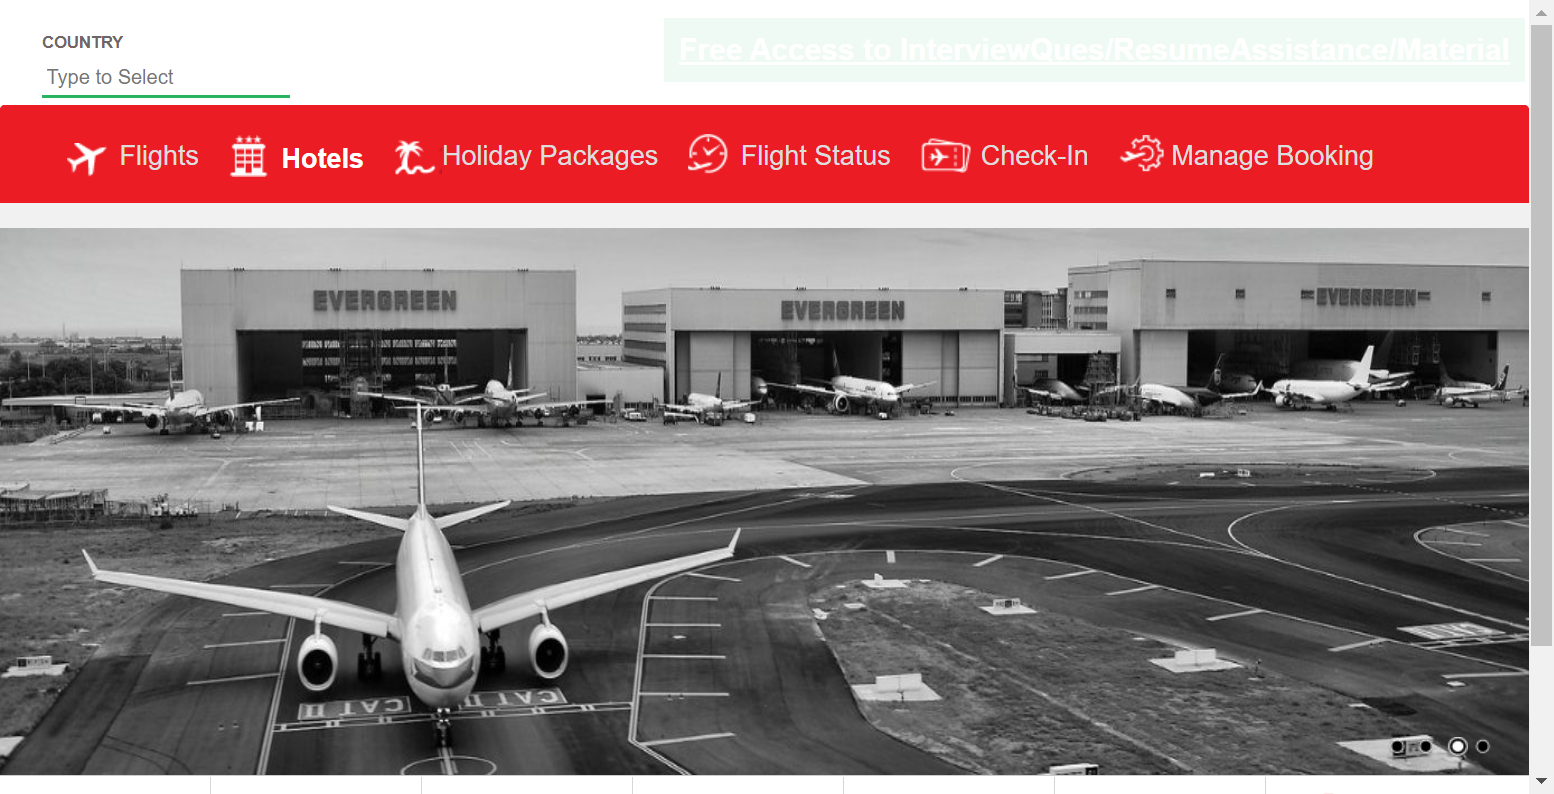 COUNTRY
Free Access to InterviewQues/ResumeAssistance/Material
Type to Select
Flights Hotels Holiday Packages Flight Status Check-In Manage Booking
EVERGREEN EVERGREEN EVERGREEN
CAT II CAT II